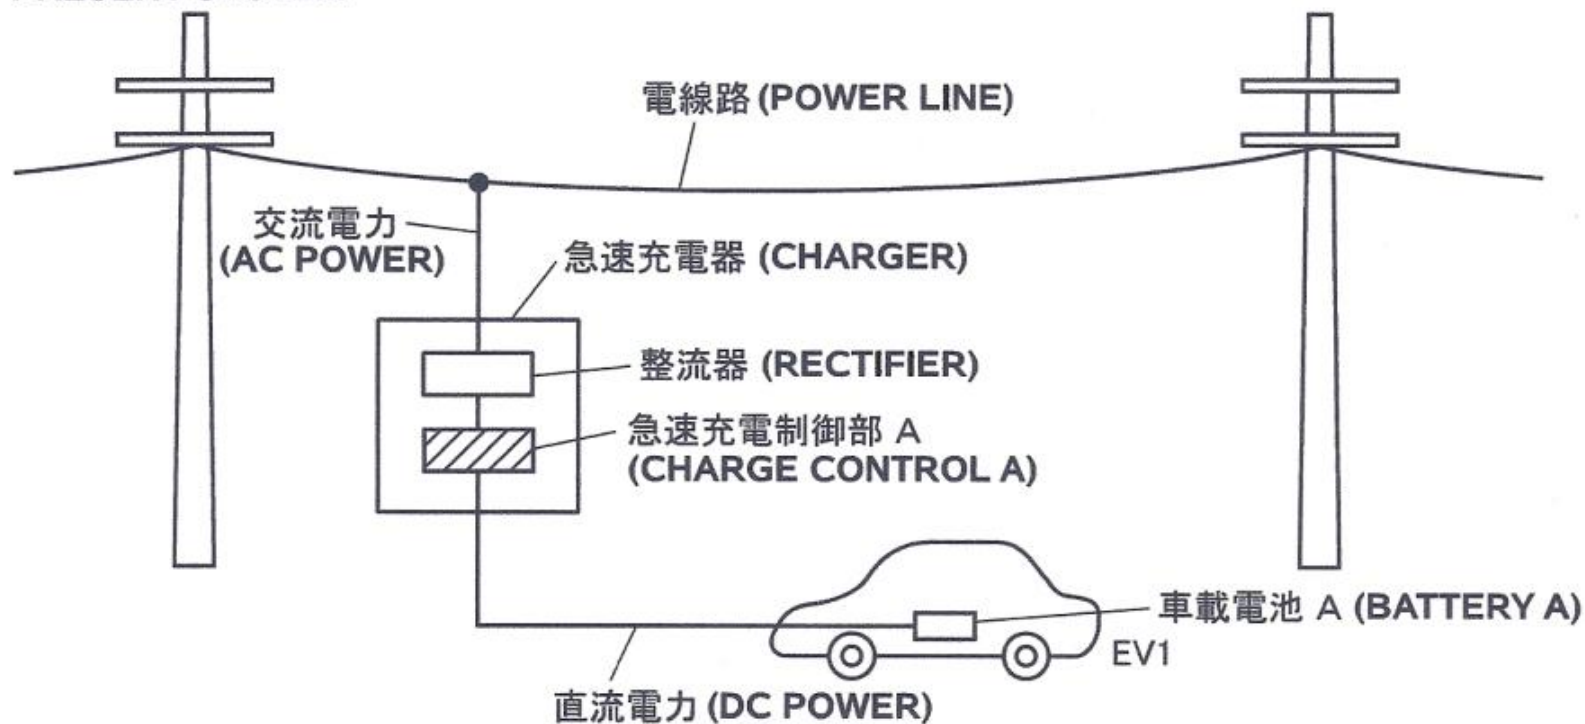 電線路 (POWER LINE)
交流電力
(AC POWER)
急速充電器 (CHARGER)
整流器 (RECTIFIER)
急速充電制御部 A
(CHARGE CONTROL A)
車載電池 A (BATTERY A)
EV1
直流電力 (DC POWER)